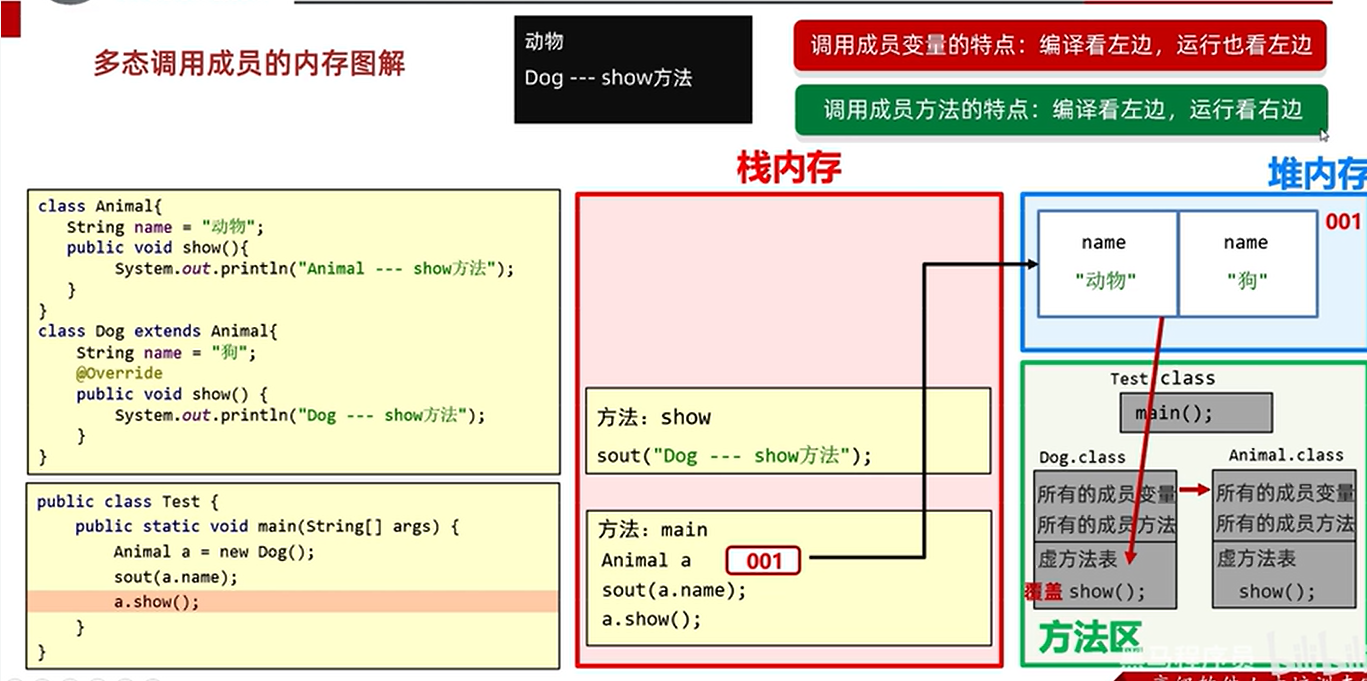 多态调用成员的内存图解
动物
Dog --- show方法
调用成员变量的特点：编译看左边，运行也看左边
调用成员方法的特点：编译看左边，运行看右边
class Animal{
String name = "动物";
public void show(){
System.out.println("Animal --- show方法");
}
}
class Dog extends Animal{
String name = "狗";
@Override
public void show() {
System.out.println("Dog --- show方法");
}
}
public class Test {
public static void main(String[] args) {
Animal a = new Dog();
sout(a.name);
a.show();
}
}
栈内存
方法：show
sout("Dog --- show方法");
方法：main
Animal a 001
sout(a.name);
a.show();
堆内存
001
name
"动物"
name
"狗"
Test.class
main();
Dog.class
所有的成员变量
所有的成员方法
虚方法表
覆盖 show();
Animal.class
所有的成员变量
所有的成员方法
虚方法表
show();
方法区
黑马程序员